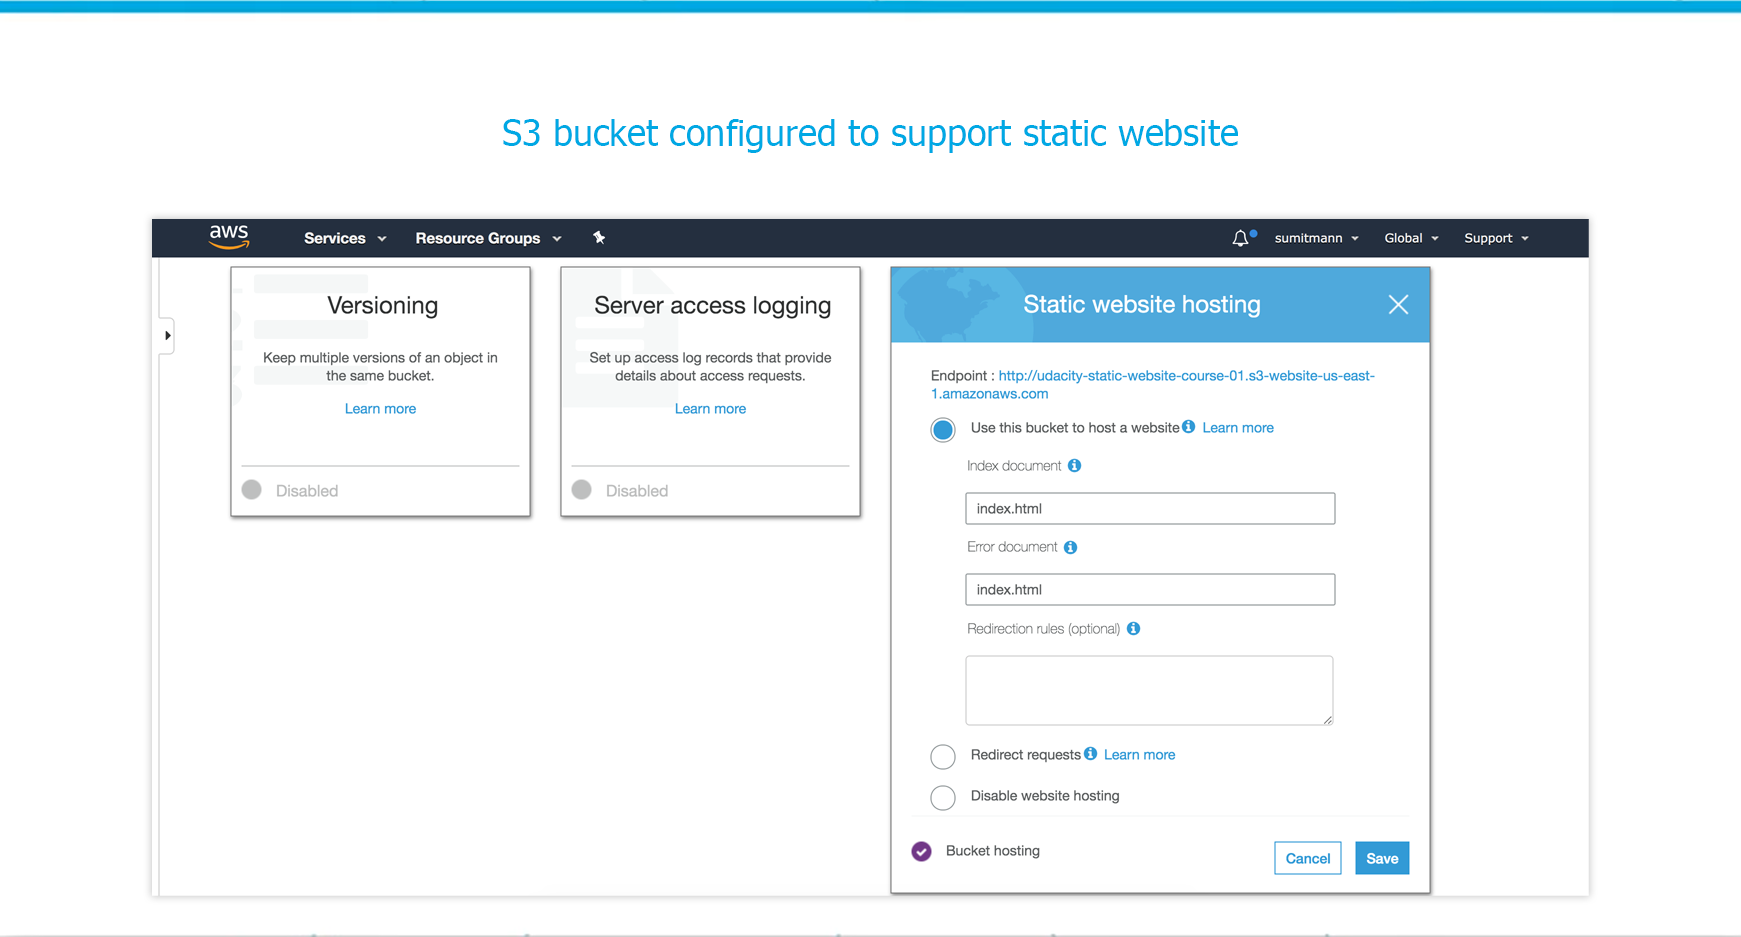 S3 bucket configured to support static website
aws Services Resource Groups sumitmann Global Support
Versioning
Keep multiple versions of an object in
the same bucket.
Learn more
Disabled
Server access logging
Set up access log records that provide
details about access requests.
Learn more
Disabled
Static website hosting
Endpoint : http://udacity-static-website-course-01.s3-website-us-east-
1.amazonaws.com
Use this bucket to host a website Learn more
Index document
index.html
Error document
index.html
Redirection rules (optional)
Redirect requests Learn more
Disable website hosting
Bucket hosting
Cancel Save